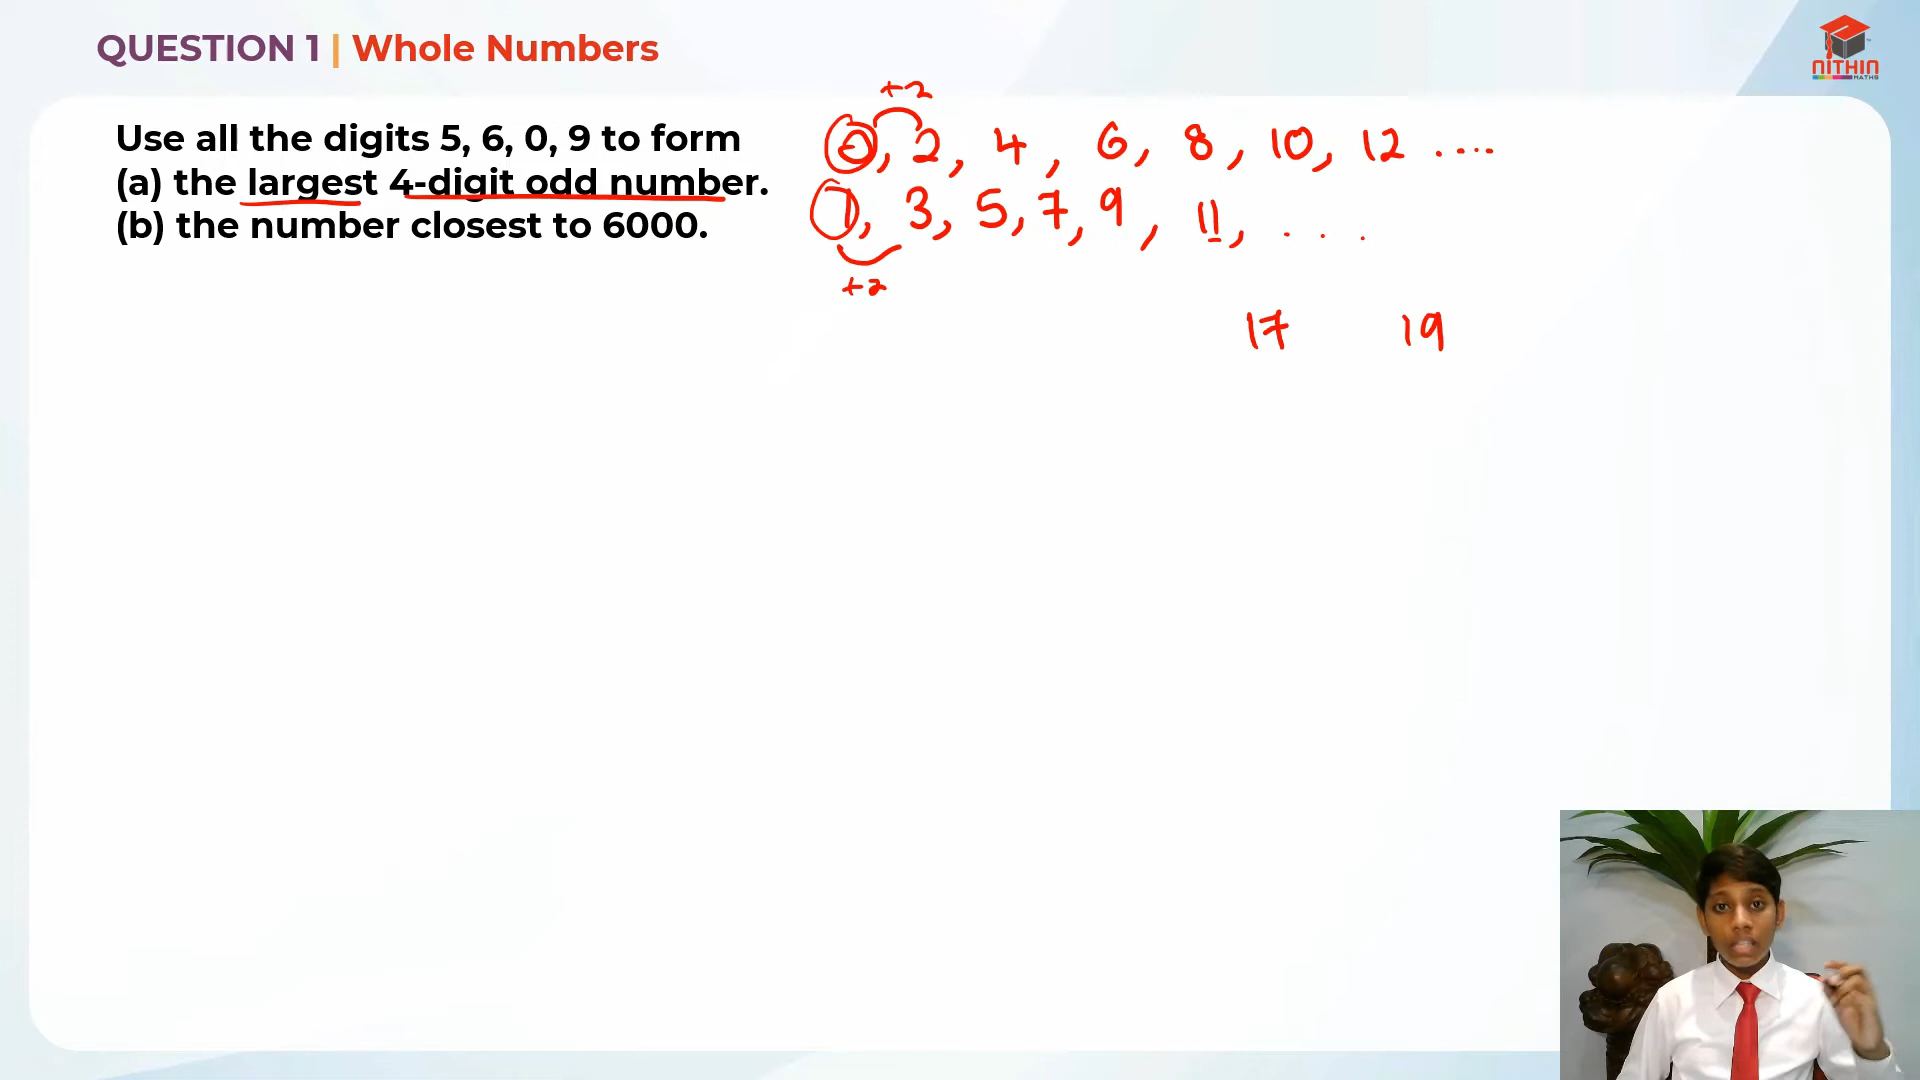 QUESTION 1 | Whole Numbers
NITHIN
MATHS
Use all the digits 5, 6, 0, 9 to form
(a) the largest 4-digit odd number.
(b) the number closest to 6000.
+2
0, 2, 4, 6, 8, 10, 12 ....
1, 3, 5, 7, 9, 11, ...
+2
17 19